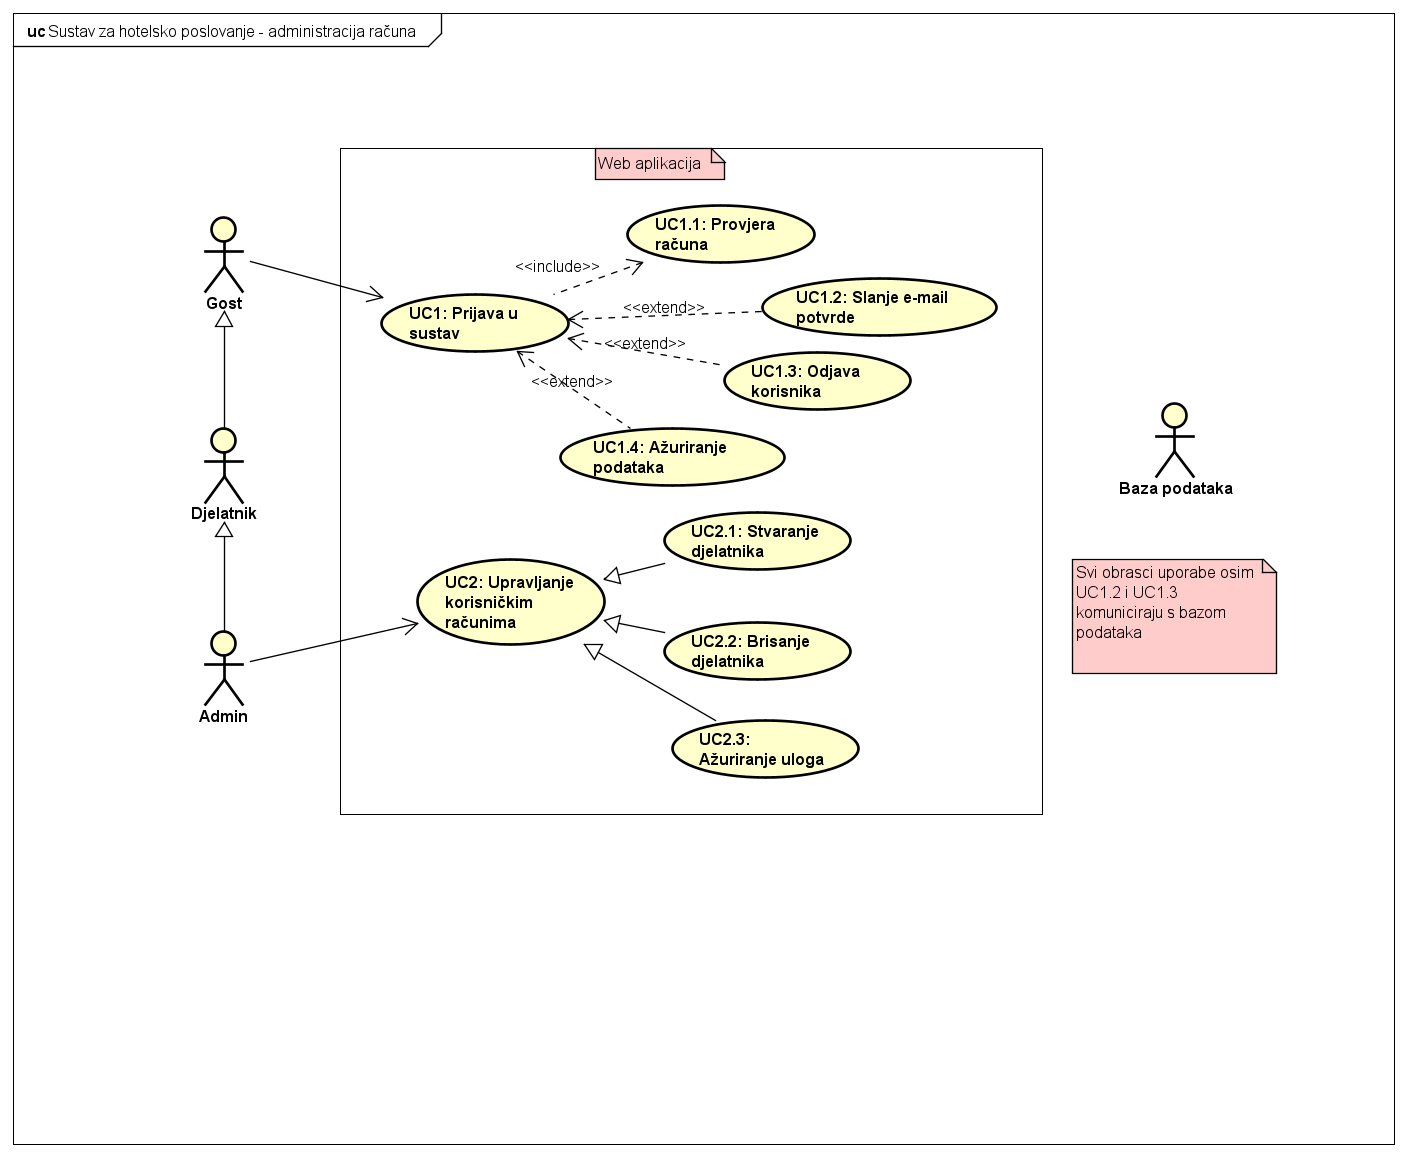 uc Sustav za hotelsko poslovanje - administracija računa
Web aplikacija
UC1.1: Provjera
računa
<<include>>
Gost
UC1: Prijava u
sustav
UC1.2: Slanje e-mail
potvrde
<<extend>>
<<extend>>
UC1.3: Odjava
korisnika
<<extend>>
UC1.4: Ažuriranje
podataka
Baza podataka
Djelatnik
UC2.1: Stvaranje
djelatnika
UC2: Upravljanje
korisničkim
računima
Svi obrasci uporabe osim
UC1.2 i UC1.3
komuniciraju s bazom
podataka
UC2.2: Brisanje
djelatnika
Admin
UC2.3:
Ažuriranje uloga